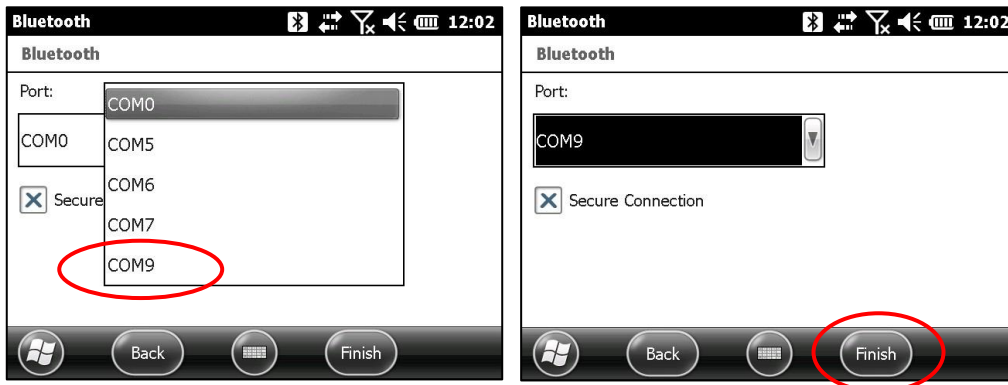 Bluetooth 12:02
Bluetooth
Port:
COM0
COM0
COM5
COM6
Secure
COM7
COM9
Back Finish
Bluetooth 12:02
Bluetooth
Port:
COM9
Secure Connection
Back Finish